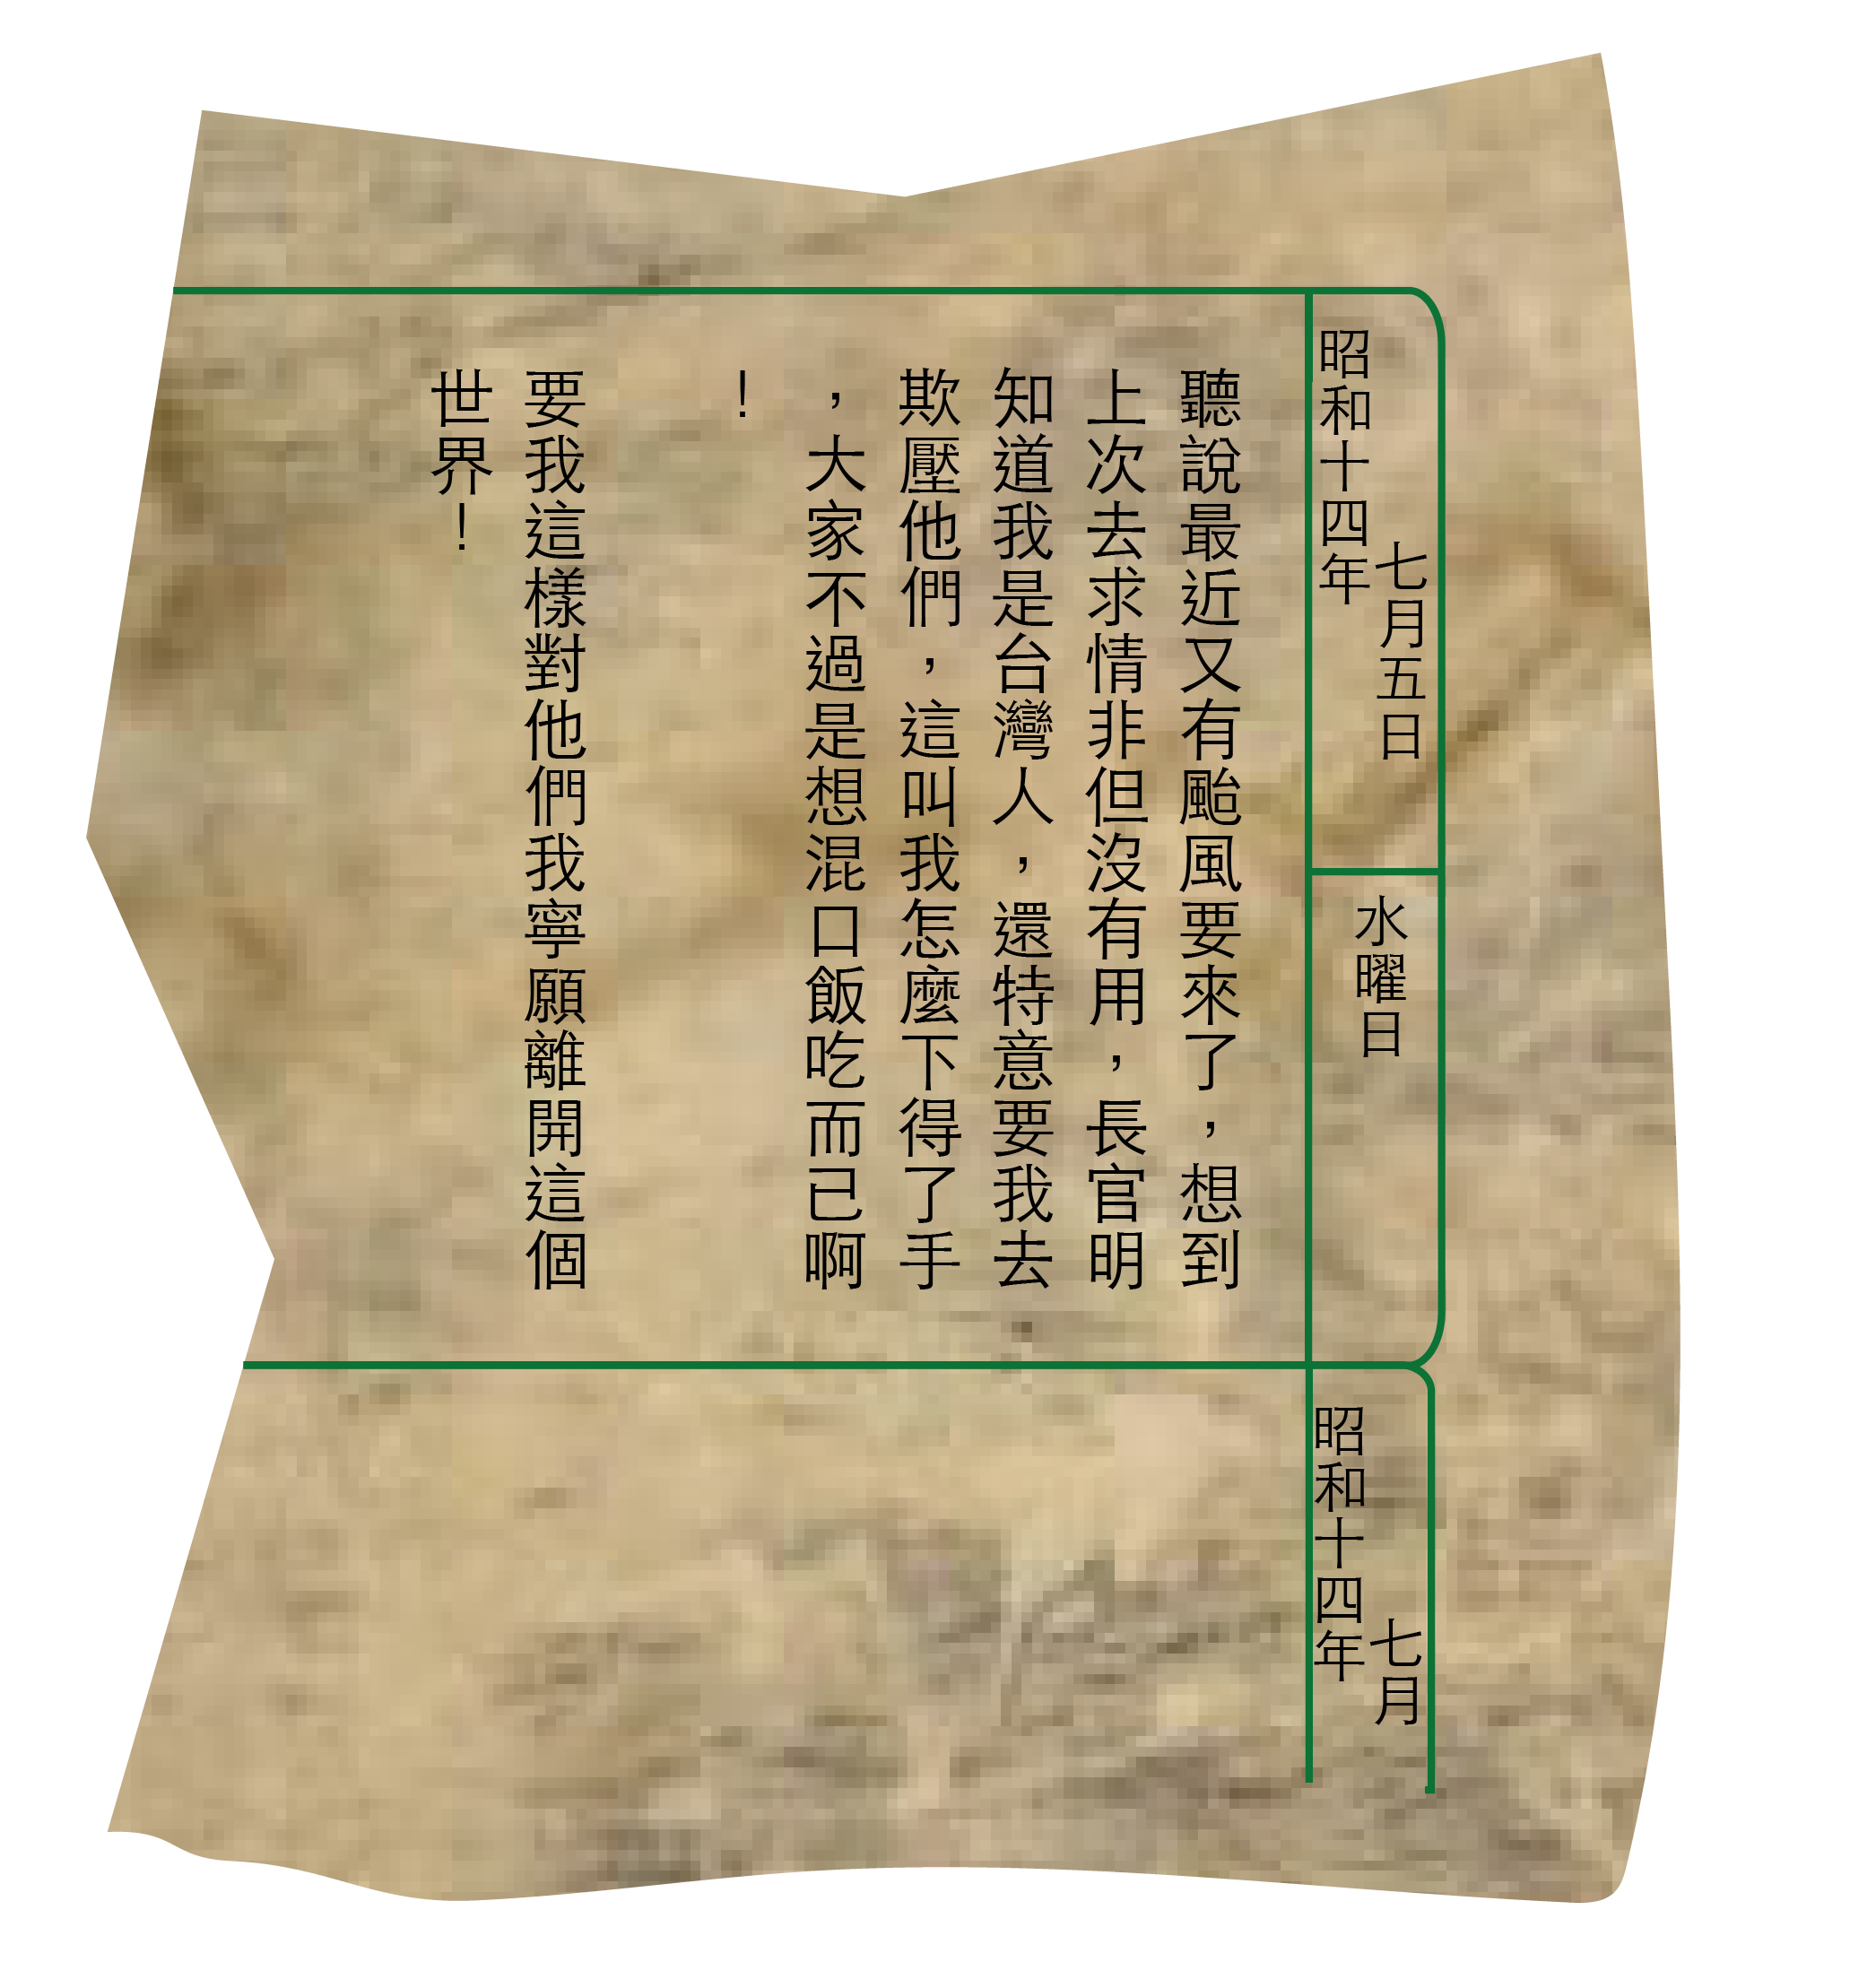 七月五日
昭和十四年
水曜日
聽說最近又有颱風要來了，想到
上次去求情非但沒有用，長官明
知道我是台灣人，還特意要我去
欺壓他們，這叫我怎麼下得了手
，大家不過是想混口飯吃而已啊
！
要我這樣對他們我寧願離開這個
世界！
七月
昭和十四年